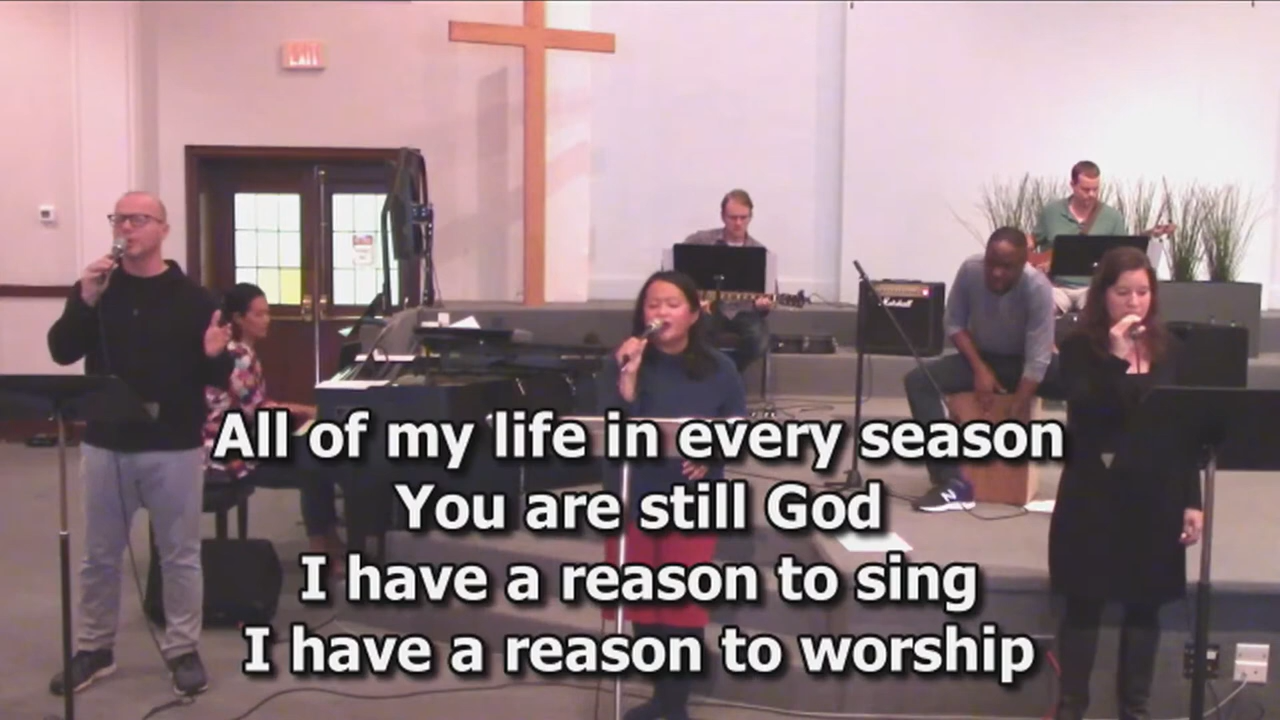 EXIT
Marshall
N
All of my life in every season
You are still God
I have a reason to sing
I have a reason to worship